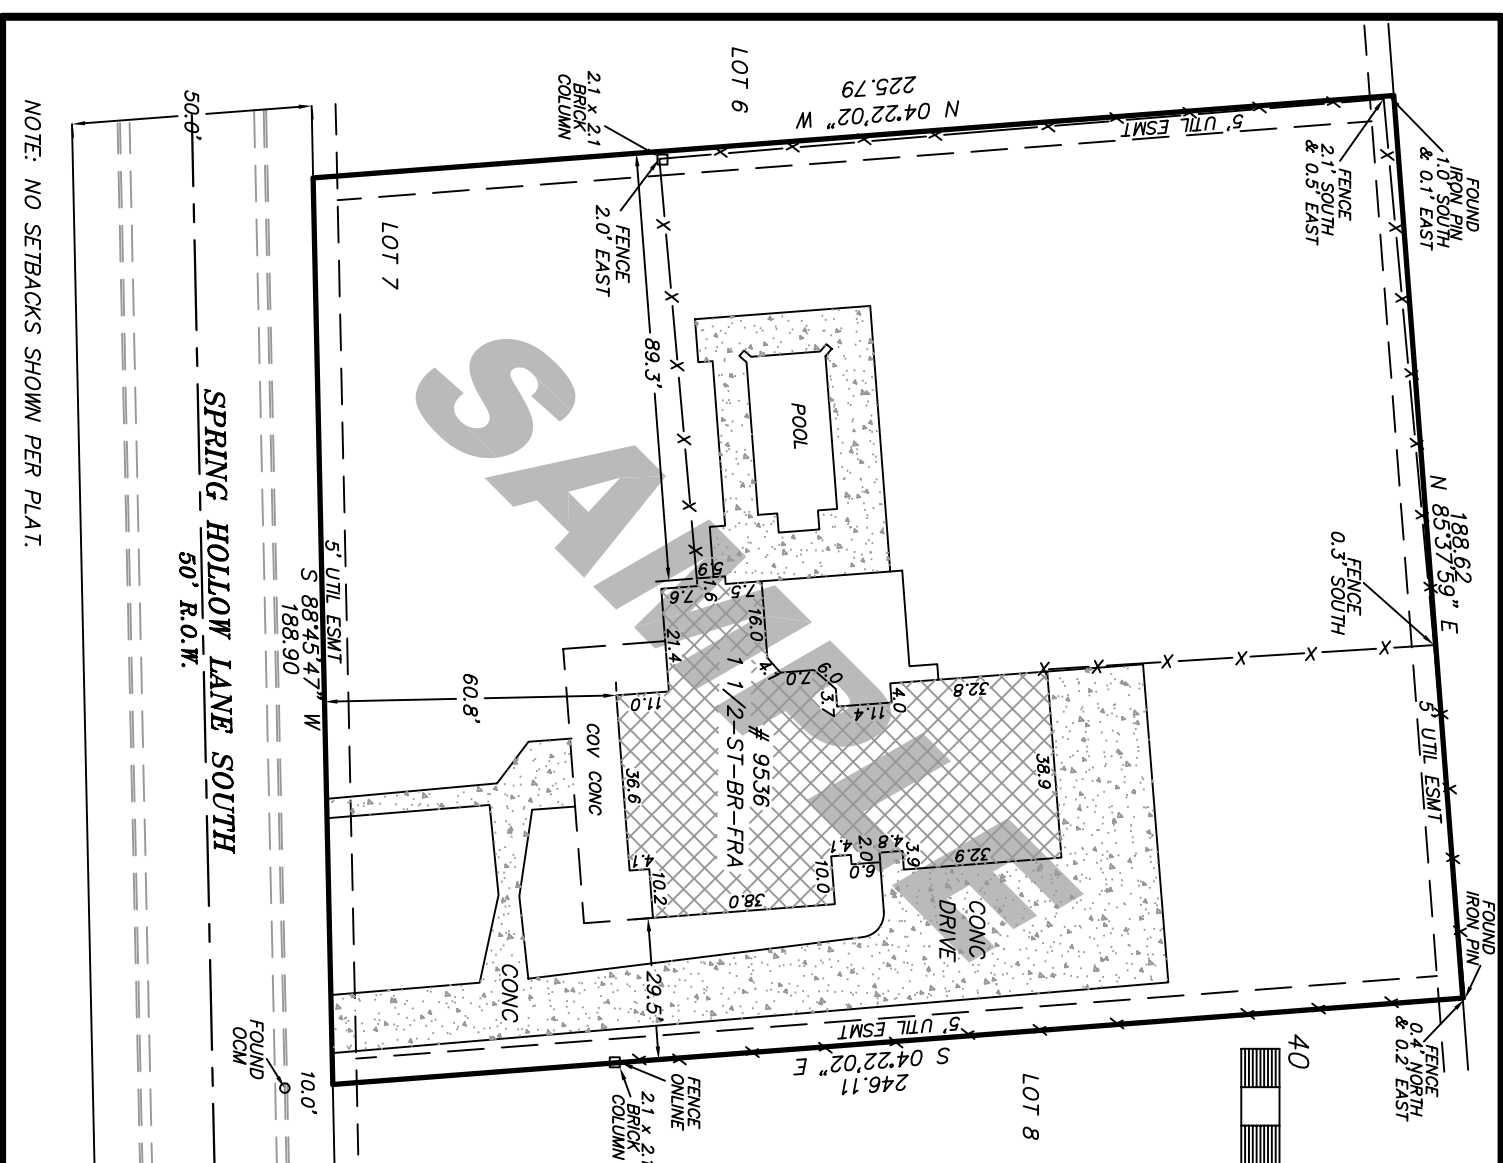 FOUND
IRON PIN
1.0' SOUTH
& 0.1' EAST
FENCE
2.1' SOUTH
& 0.5' EAST
188.62
N 85°37'59" E
FENCE
0.3' SOUTH
5' UTIL ESMT
FOUND
IRON PIN
FENCE
0.4' NORTH
& 0.2' EAST
40
5' UTIL ESMT
N 04°22'02" W
225.79
LOT 6
2.1 x 2.1
BRICK
COLUMN
FENCE
2.0' EAST
LOT 7
89.3'
POOL
5.9
1.6
7.5
7.6
16.0
21.4
4.1
7.0
9.0
3.7
11.4
4.0
32.8
38.9
32.9
3.9
4.8
2.0
6.0
4.1
10.0
38.0
10.2
4.1
36.6
11.0
# 9536
1 1/2-ST-BR-FRA
COV CONC
CONC
DRIVE
CONC
60.8'
29.5'
5' UTIL ESMT
S 04°22'02" E
246.11
LOT 8
FENCE
ONLINE
2.1 x 2.1
BRICK
COLUMN
5' UTIL ESMT
S 88°45'47" W
188.90
10.0'
FOUND
OCM
50.0'
SPRING HOLLOW LANE SOUTH
50' R.O.W.
NOTE: NO SETBACKS SHOWN PER PLAT.
SAMPLE